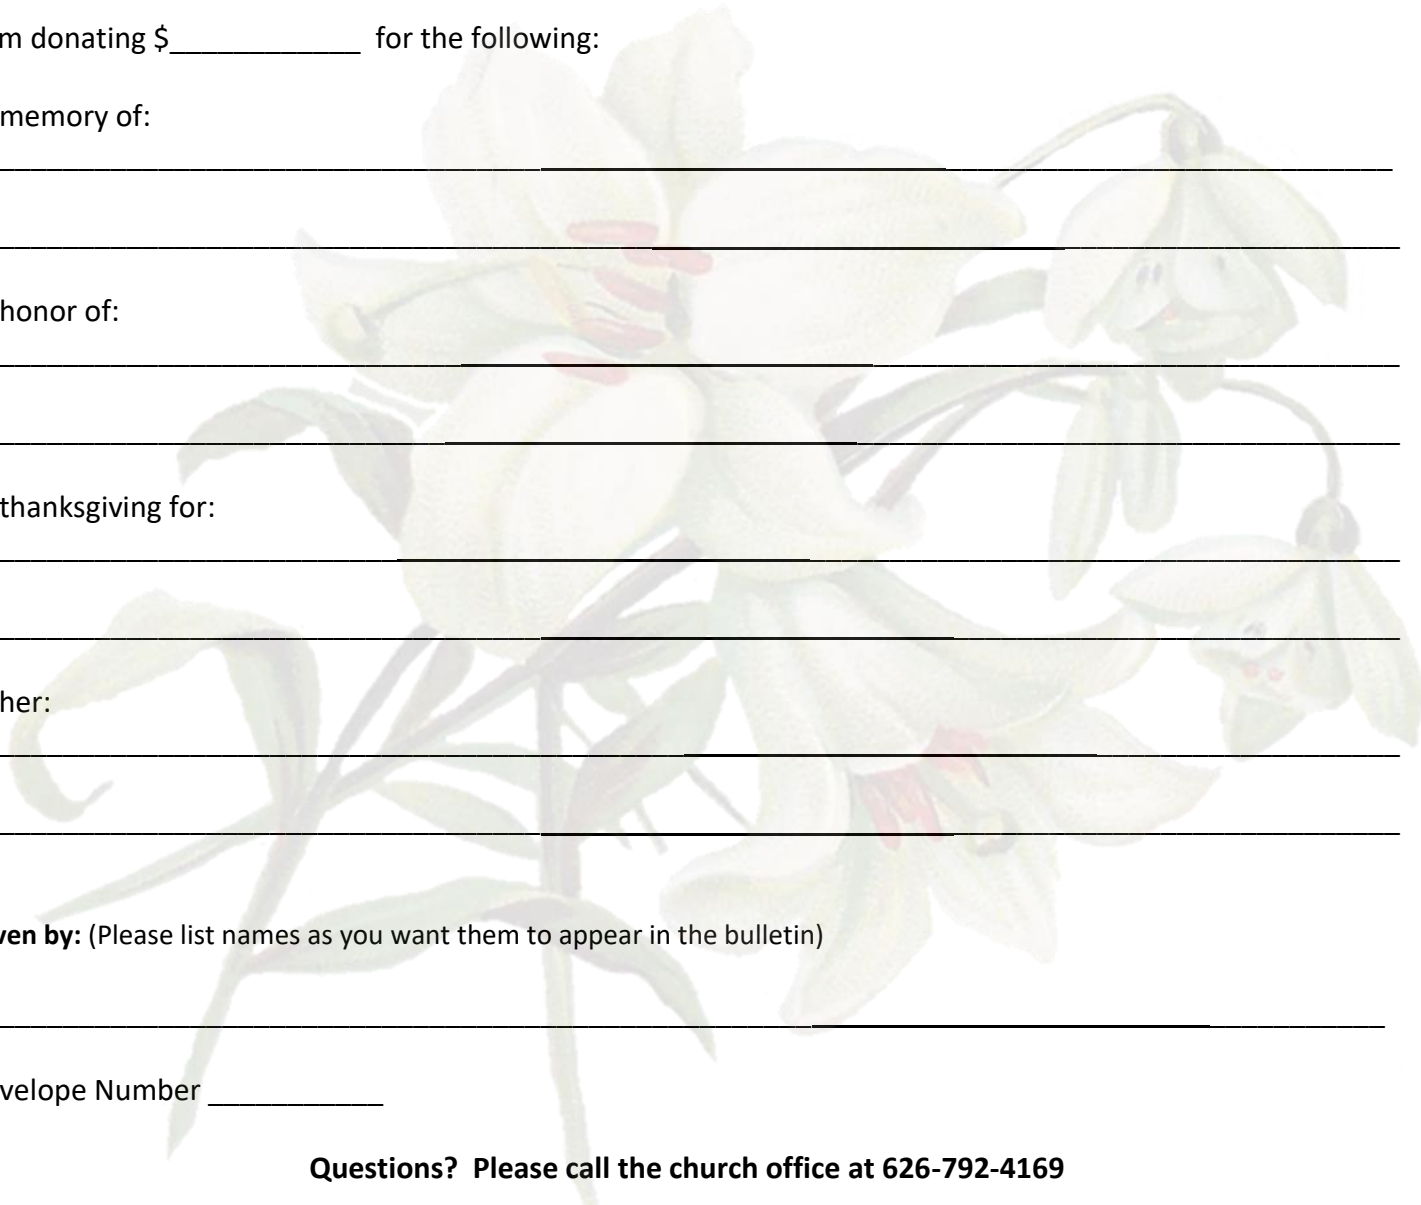 m donating $____________ for the following:
memory of:
honor of:
thanksgiving for:
her:
ven by: (Please list names as you want them to appear in the bulletin)
velope Number ___________
Questions? Please call the church office at 626-792-4169